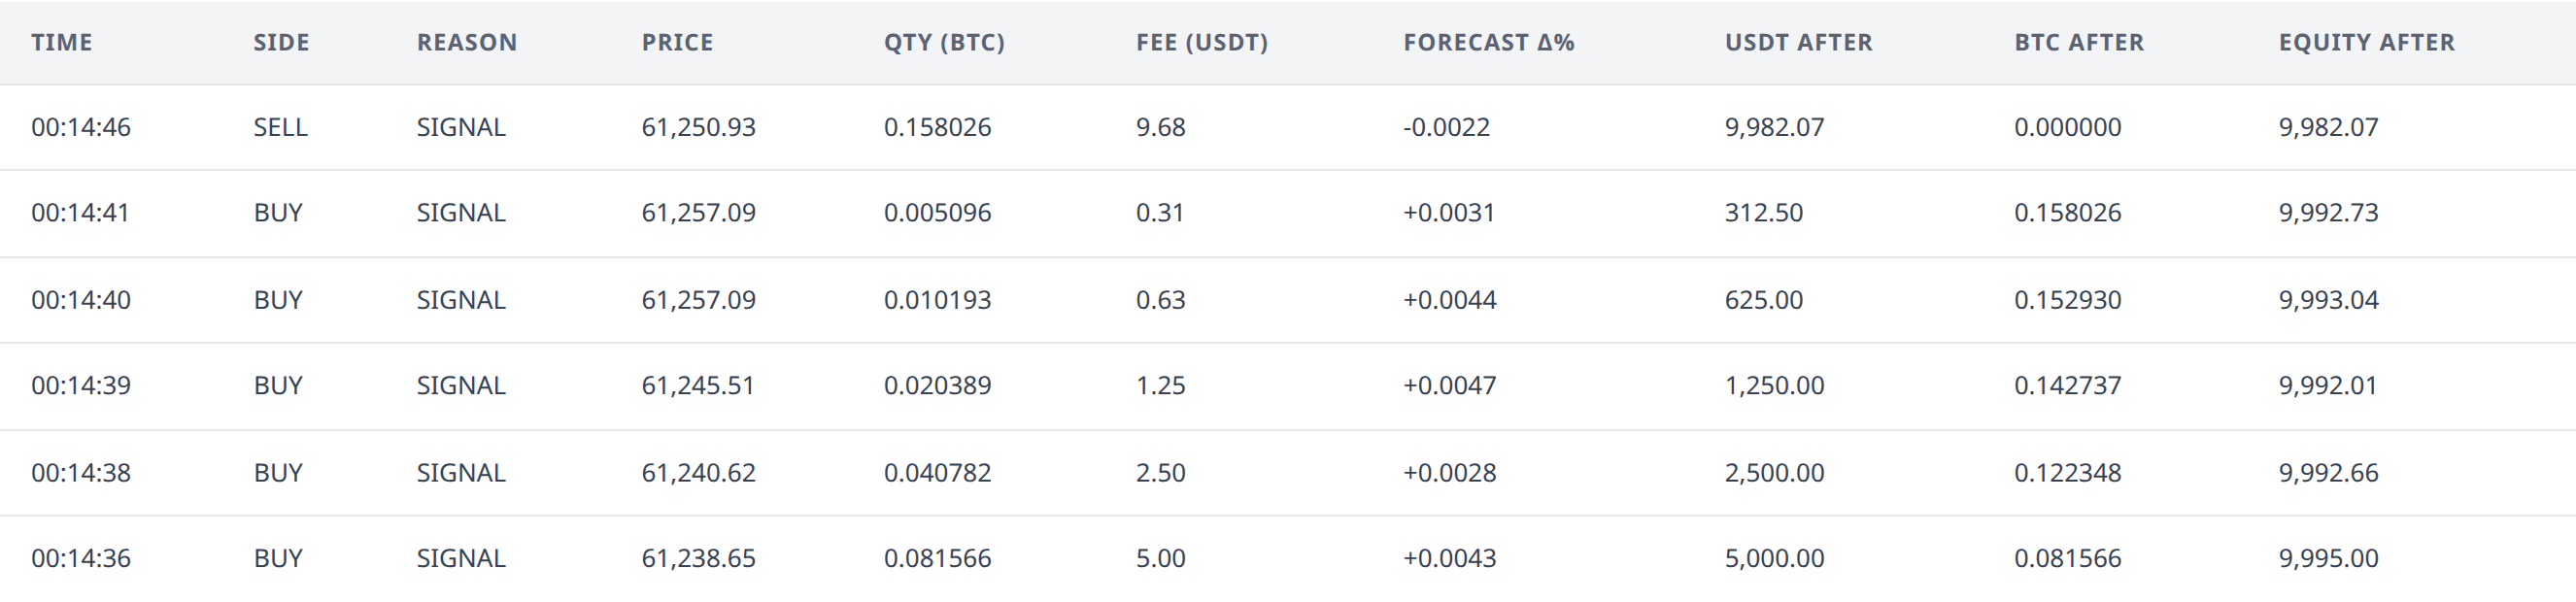 TIME SIDE REASON PRICE QTY (BTC) FEE (USDT) FORECAST Δ% USDT AFTER BTC AFTER EQUITY AFTER
00:14:46 SELL SIGNAL 61,250.93 0.158026 9.68 -0.0022 9,982.07 0.000000 9,982.07
00:14:41 BUY SIGNAL 61,257.09 0.005096 0.31 +0.0031 312.50 0.158026 9,992.73
00:14:40 BUY SIGNAL 61,257.09 0.010193 0.63 +0.0044 625.00 0.152930 9,993.04
00:14:39 BUY SIGNAL 61,245.51 0.020389 1.25 +0.0047 1,250.00 0.142737 9,992.01
00:14:38 BUY SIGNAL 61,240.62 0.040782 2.50 +0.0028 2,500.00 0.122348 9,992.66
00:14:36 BUY SIGNAL 61,238.65 0.081566 5.00 +0.0043 5,000.00 0.081566 9,995.00